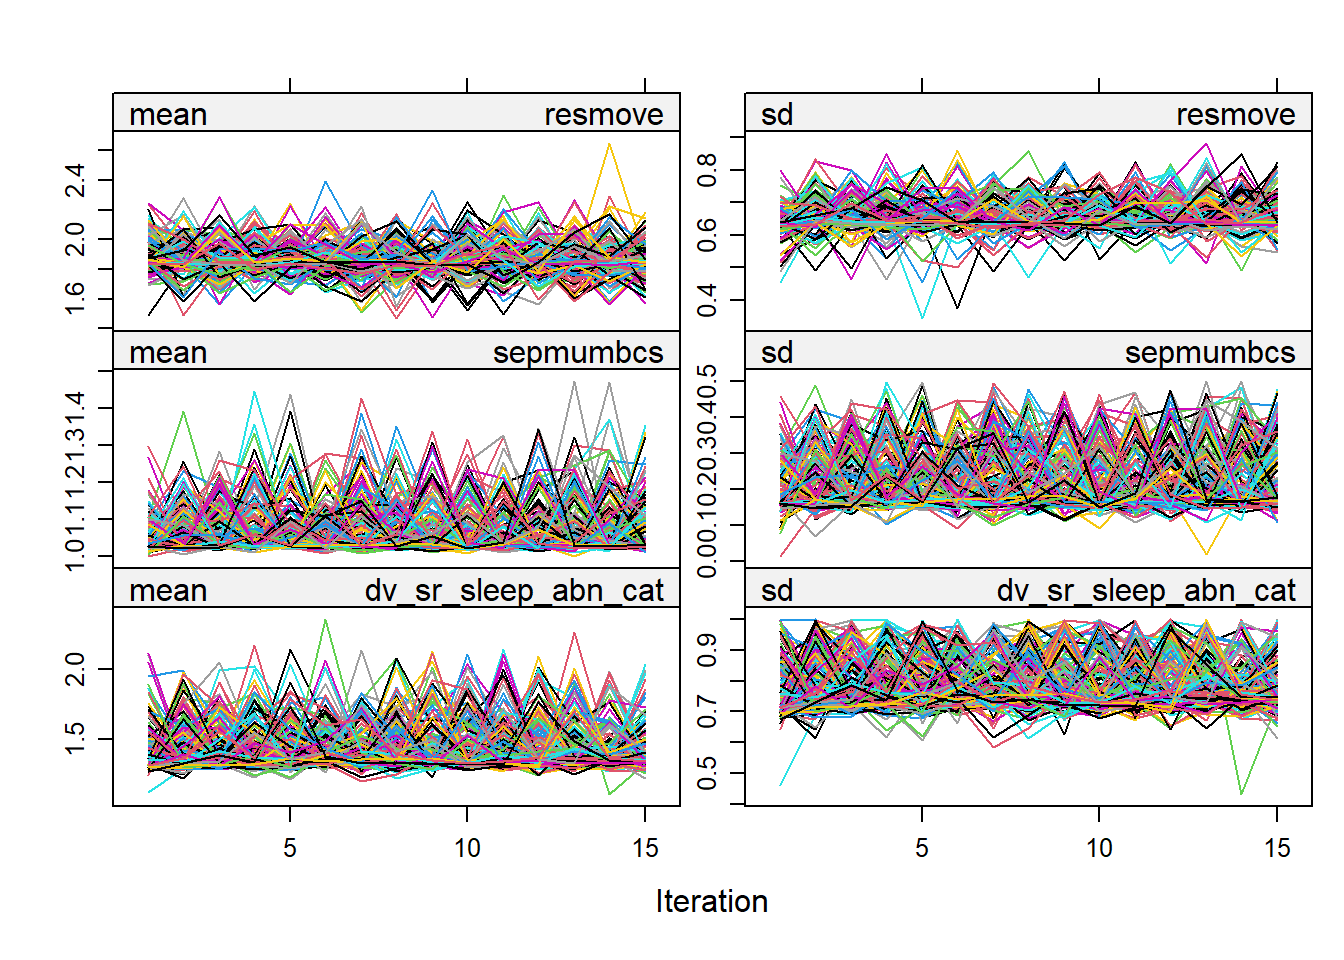 mean resmove
sd resmove
2.4
2.0
1.6
0.8
0.6
0.4
mean sepmumbcs
sd sepmumbcs
1.0 1.1 1.2 1.3 1.4
0.0 0.1 0.2 0.3 0.4 0.5
mean dv_sr_sleep_abn_cat
sd dv_sr_sleep_abn_cat
2.0
1.5
0.9
0.7
0.5
5 10 15
5 10 15
Iteration